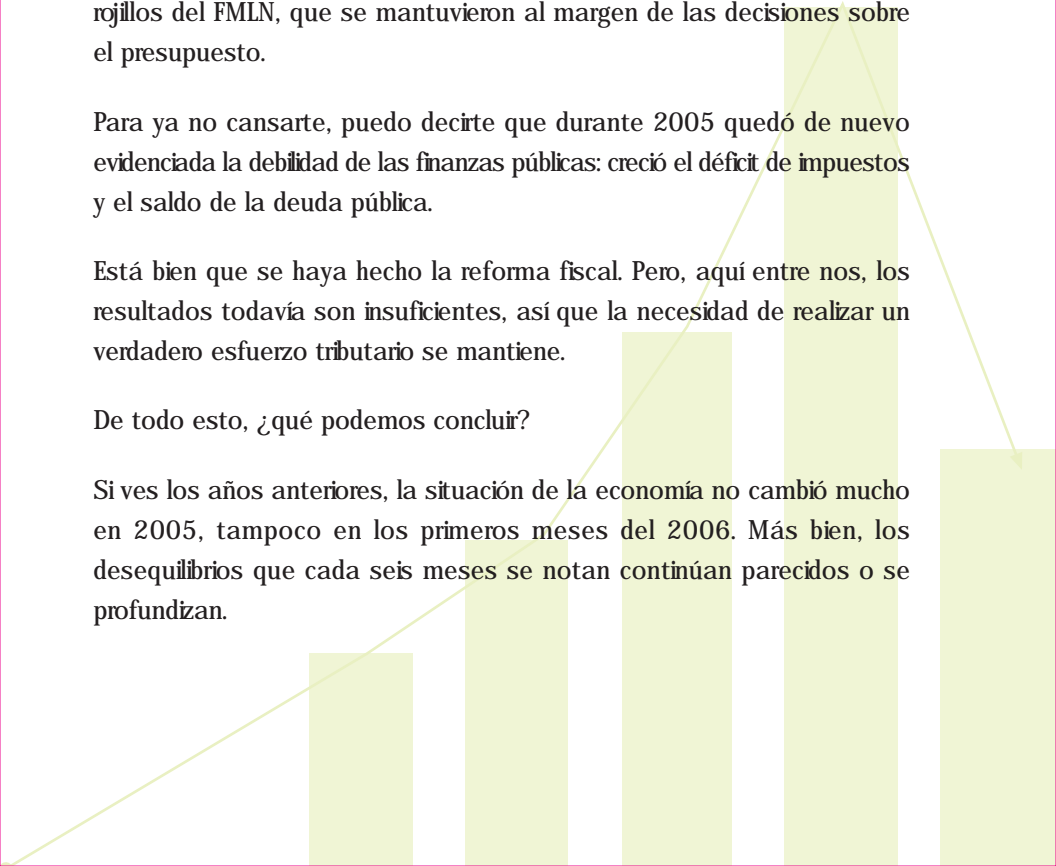 rojillos del FMLN, que se mantuvieron al margen de las decisiones sobre
el presupuesto.
Para ya no cansarte, puedo decirte que durante 2005 quedó de nuevo
evidenciada la debilidad de las finanzas públicas: creció el déficit de impuestos
y el saldo de la deuda pública.
Está bien que se haya hecho la reforma fiscal. Pero, aquí entre nos, los
resultados todavía son insuficientes, así que la necesidad de realizar un
verdadero esfuerzo tributario se mantiene.
De todo esto, ¿qué podemos concluir?
Si ves los años anteriores, la situación de la economía no cambió mucho
en 2005, tampoco en los primeros meses del 2006. Más bien, los
desequilibrios que cada seis meses se notan continúan parecidos o se
profundizan.